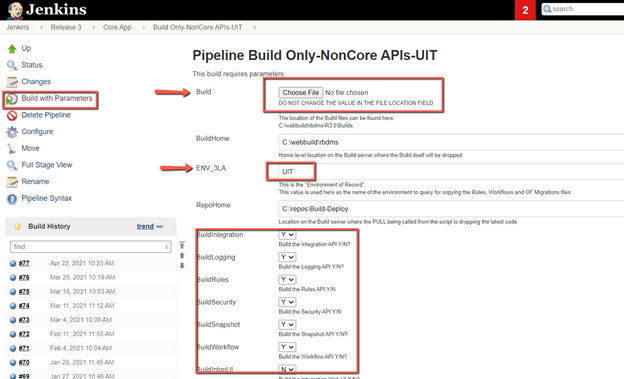 Jenkins
2
search
Jenkins
Release 3
Core App
Build Only-NonCore APIs-UIT
Up
Status
Changes
Build with Parameters
Delete Pipeline
Configure
Move
Full Stage View
Rename
Pipeline Syntax
Build History
trend
find
x
#77 Apr 22, 2021 10:23 AM
#76 Mar 25, 2021 10:19 AM
#75 Mar 18, 2021 10:03 AM
#74 Mar 11, 2021 11:12 AM
#73 Mar 4, 2021 10:08 AM
#72 Feb 11, 2021 11:55 AM
#71 Feb 4, 2021 10:04 AM
#70 Jan 28, 2021 11:45 AM
#69 Jan 27, 2021 10:46 AM
Pipeline Build Only-NonCore APIs-UIT
This build requires parameters:
Build
Choose File No file chosen
DO NOT CHANGE THE VALUE IN THE FILE LOCATION FIELD
The location of the Build files can be found here
C:\webbuild\rbdms\R3.0\Builds
BuildHome
C:\webbuild\rbdms
Home level location on the Build server where the Build Itself will be dropped
ENV_3LA
UIT
This is the "Environment of Record"
This value is used here as the name of the environment to query for copying the Rules, Workflows and OF Migrations files.
RepoHome
C:\repos\Build-Deploy
Location on the Build server where the PULL being called from the script is dropping the latest code.
BuildIntegration Y
Build the Integration API Y/N?
BuildLogging Y
Build the Logging API Y/N?
BuildRules Y
Build the Rules API Y/N
BuildSecurity Y
Build the Security API Y/N
BuildSnapshot Y
Build the Snapshot API Y/N?
BuildWorkflow Y
Build the Workflow API Y/N?
BuildIntgnUI N
Build the Integration Web UI Y/N?